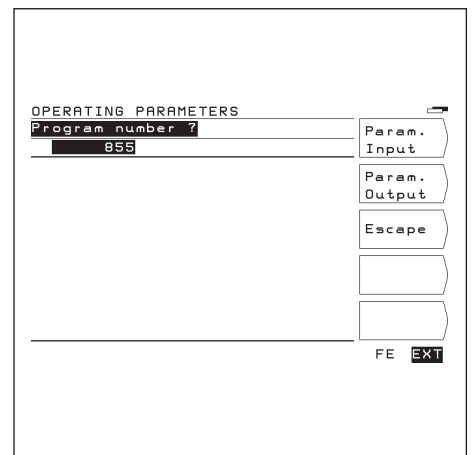 OPERATING PARAMETERS
Program number ?
855
Param.
Input
Param.
Output
Escape
FE EXT